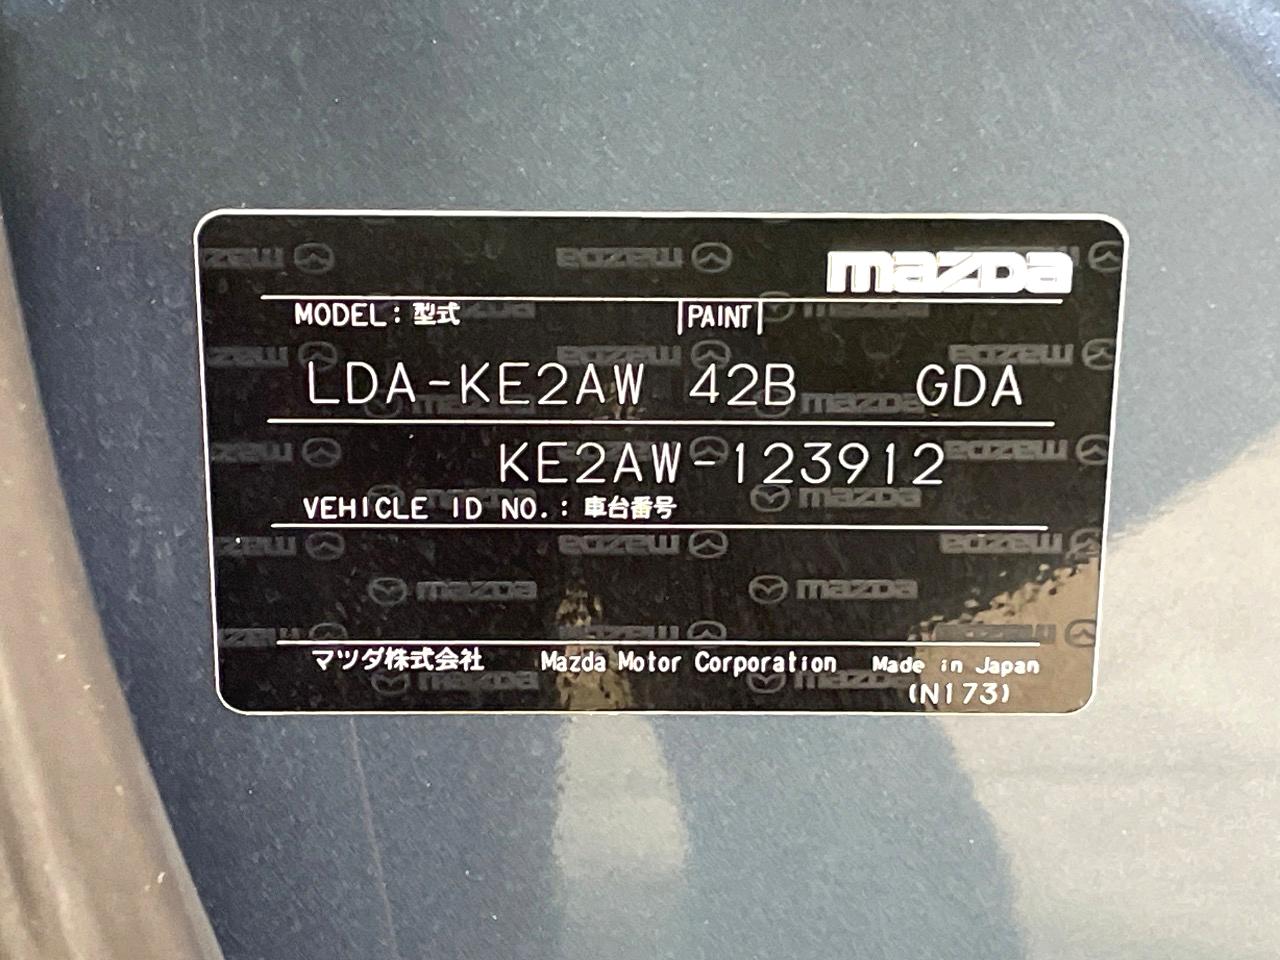 mazda
MODEL: 型式 PAINT
LDA-KE2AW 42B GDA
KE2AW-123912
VEHICLE ID NO.: 車台番号
マツダ株式会社 Mazda Motor Corporation Made in Japan
(N173)